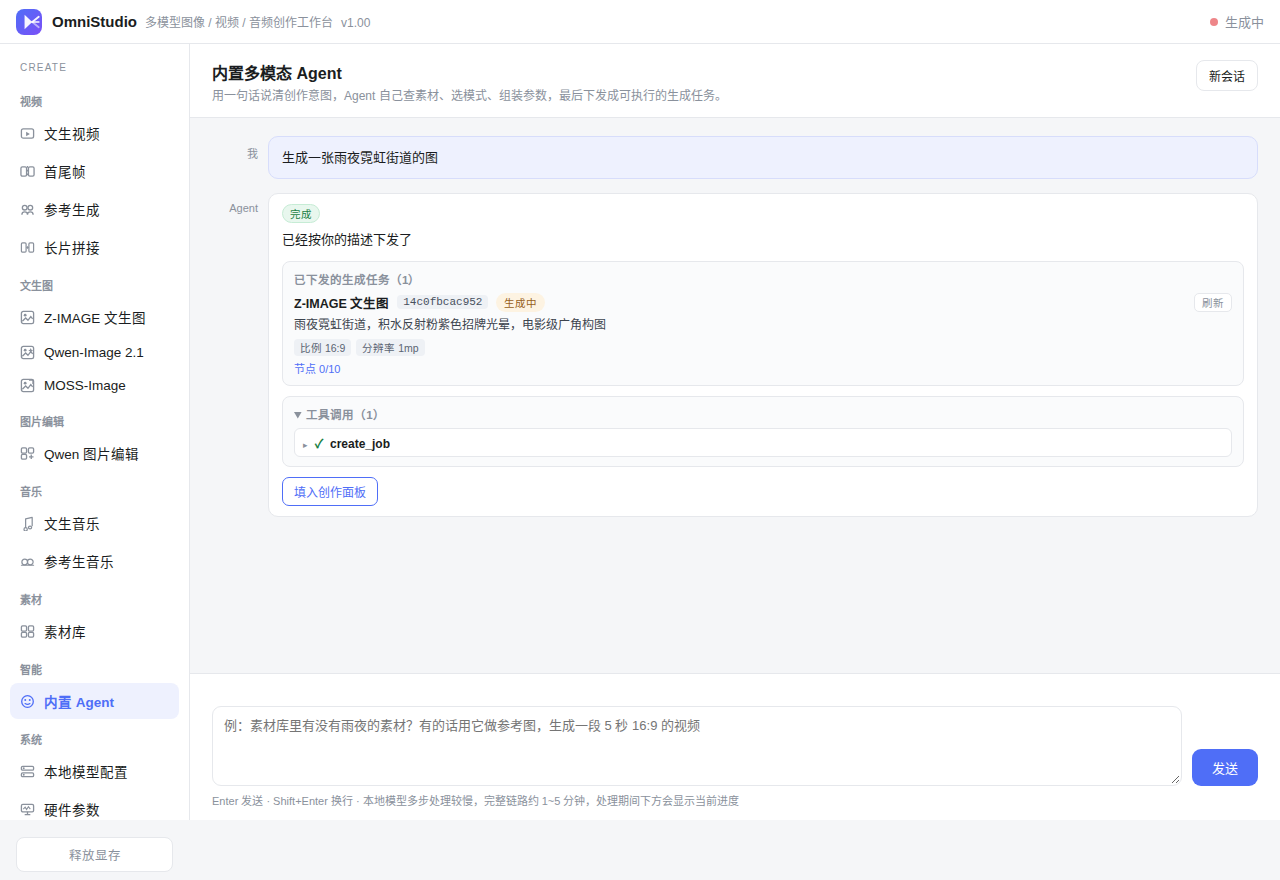 OmniStudio 多模型图像 / 视频 / 音频创作工作台 v1.00
生成中
CREATE
视频
文生视频
首尾帧
参考生成
长片拼接
文生图
Z-IMAGE 文生图
Qwen-Image 2.1
MOSS-Image
图片编辑
Qwen 图片编辑
音乐
文生音乐
参考生音乐
素材
素材库
智能
内置 Agent
系统
本地模型配置
硬件参数
释放显存
内置多模态 Agent
用一句话说清创作意图，Agent 自己查素材、选模式、组装参数，最后下发成可执行的生成任务。
新会话
我
生成一张雨夜霓虹街道的图
Agent
完成
已经按你的描述下发了
已下发的生成任务（1）
Z-IMAGE 文生图 14c0fbcac952 生成中
刷新
雨夜霓虹街道，积水反射粉紫色招牌光晕，电影级广角构图
比例 16:9 分辨率 1mp
节点 0/10
▼ 工具调用（1）
▸ ✓ create_job
填入创作面板
例：素材库里有没有雨夜的素材？有的话用它做参考图，生成一段 5 秒 16:9 的视频
发送
Enter 发送 · Shift+Enter 换行 · 本地模型多步处理较慢，完整链路约 1~5 分钟，处理期间下方会显示当前进度